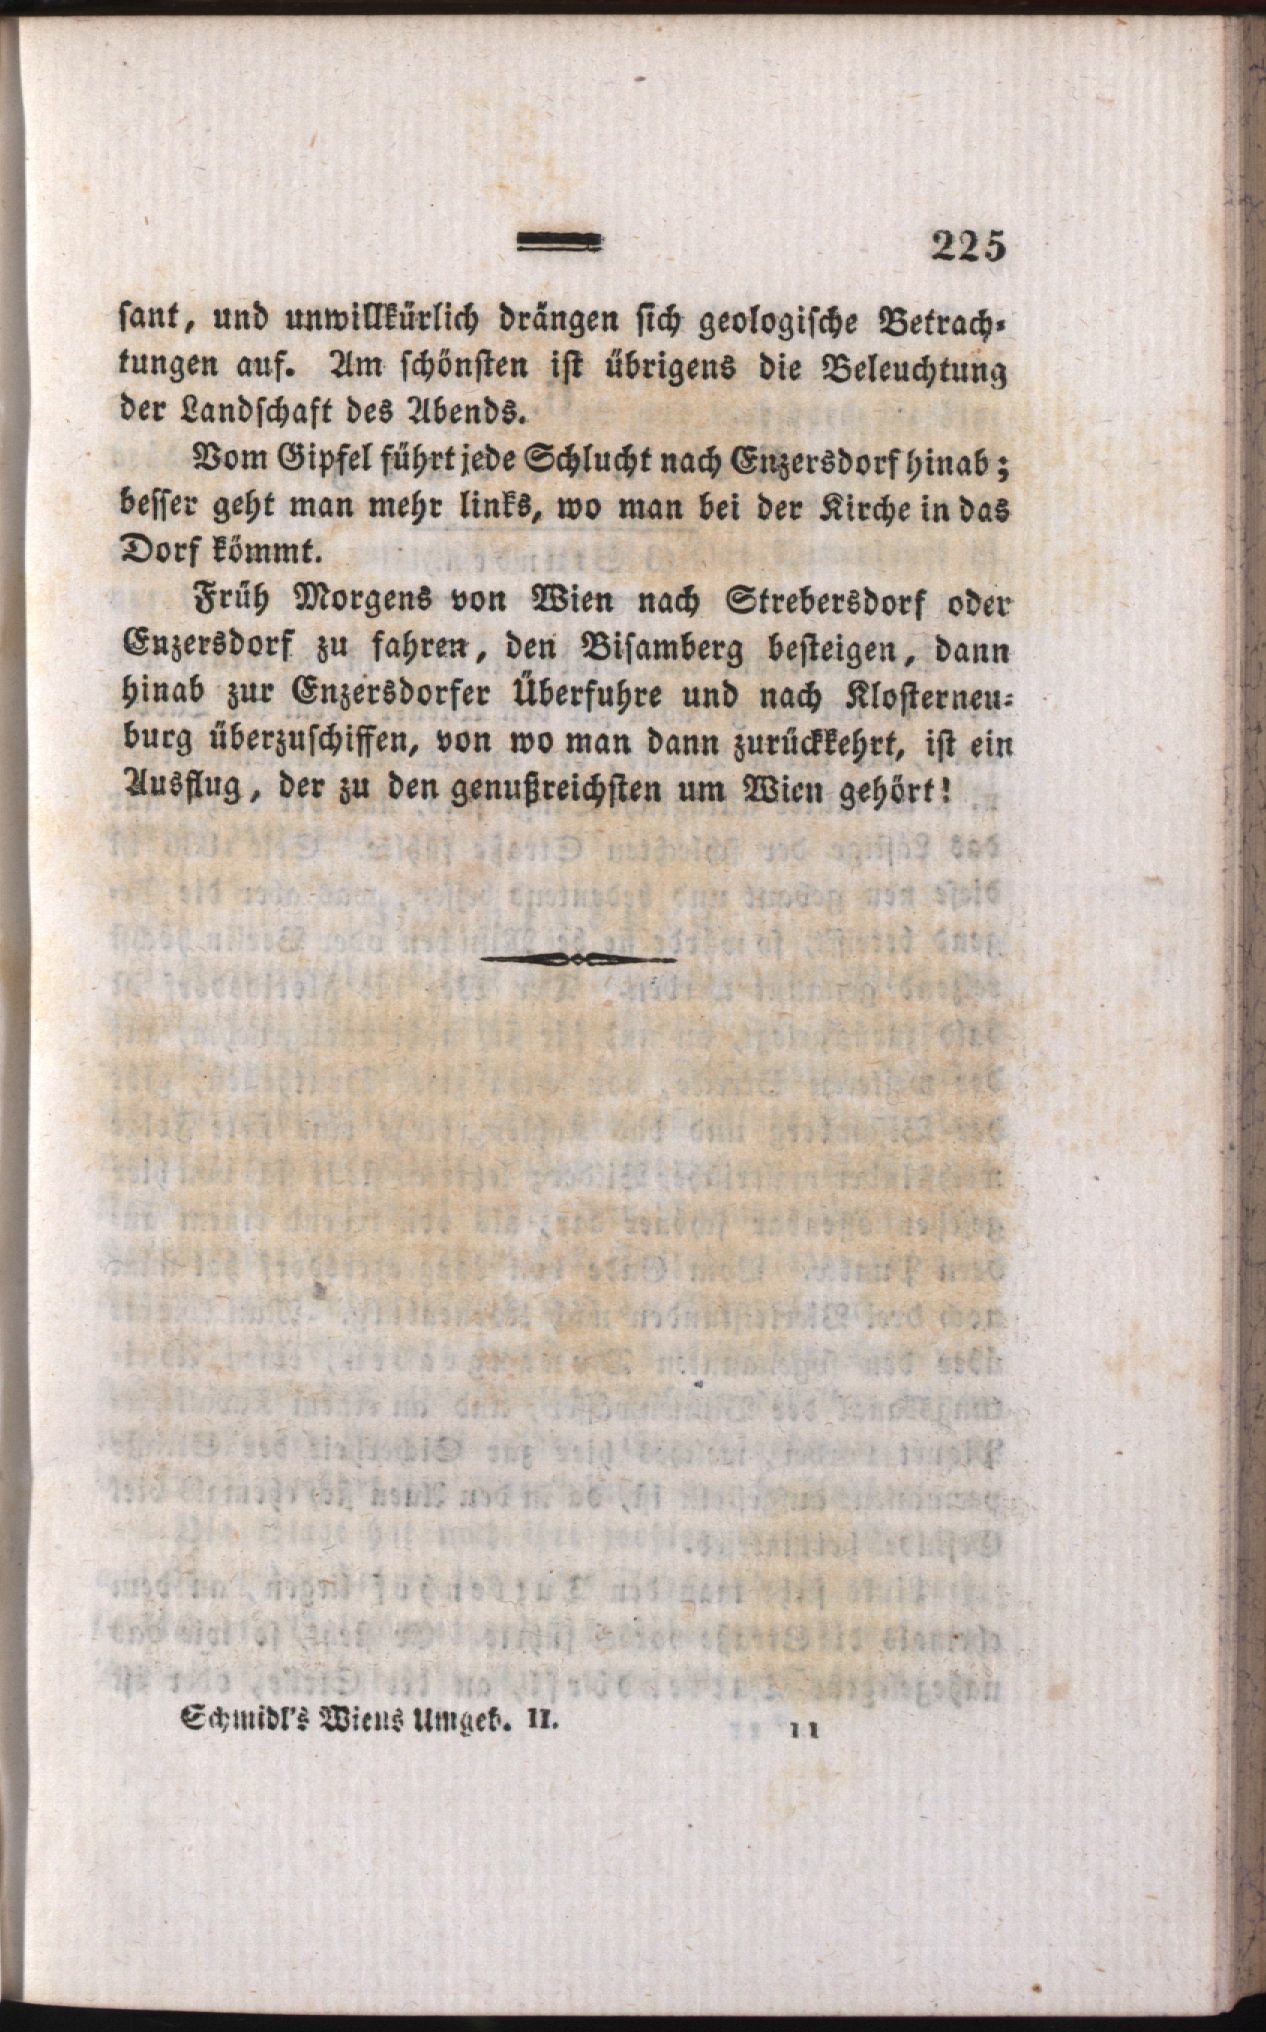 225
sant, und unwillkürlich drängen sich geologische Betrach-
tungen auf. Am schönsten ist übrigens die Beleuchtung
der Landschaft des Abends.
Vom Gipfel führt jede Schlucht nach Enzersdorf hinab;
besser geht man mehr links, wo man bei der Kirche in das
Dorf kömmt.
Früh Morgens von Wien nach Strebersdorf oder
Enzersdorf zu fahren, den Bisamberg besteigen, dann
hinab zur Enzersdorfer Überfuhre und nach Klosterneu-
burg überzuschiffen, von wo man dann zurückkehrt, ist ein
Ausflug, der zu den genußreichsten um Wien gehört!
Schmidl's Wiens Umgeb. II. 11